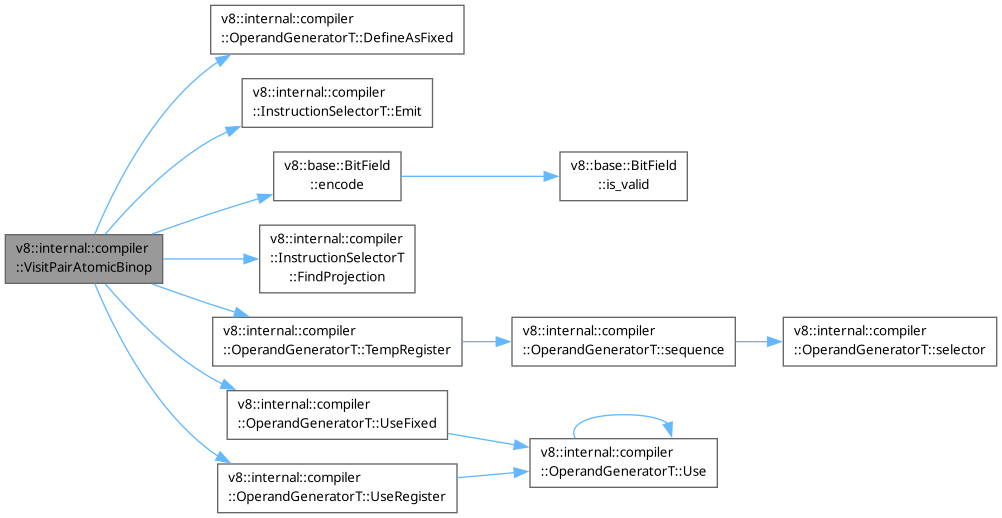 v8::internal::compiler
::OperandGeneratorT::DefineAsFixed
v8::internal::compiler
::InstructionSelectorT::Emit
v8::base::BitField
::encode
v8::base::BitField
::is_valid
v8::internal::compiler
::VisitPairAtomicBinop
v8::internal::compiler
::InstructionSelectorT
::FindProjection
v8::internal::compiler
::OperandGeneratorT::TempRegister
v8::internal::compiler
::OperandGeneratorT::sequence
v8::internal::compiler
::OperandGeneratorT::selector
v8::internal::compiler
::OperandGeneratorT::UseFixed
v8::internal::compiler
::OperandGeneratorT::Use
v8::internal::compiler
::OperandGeneratorT::UseRegister